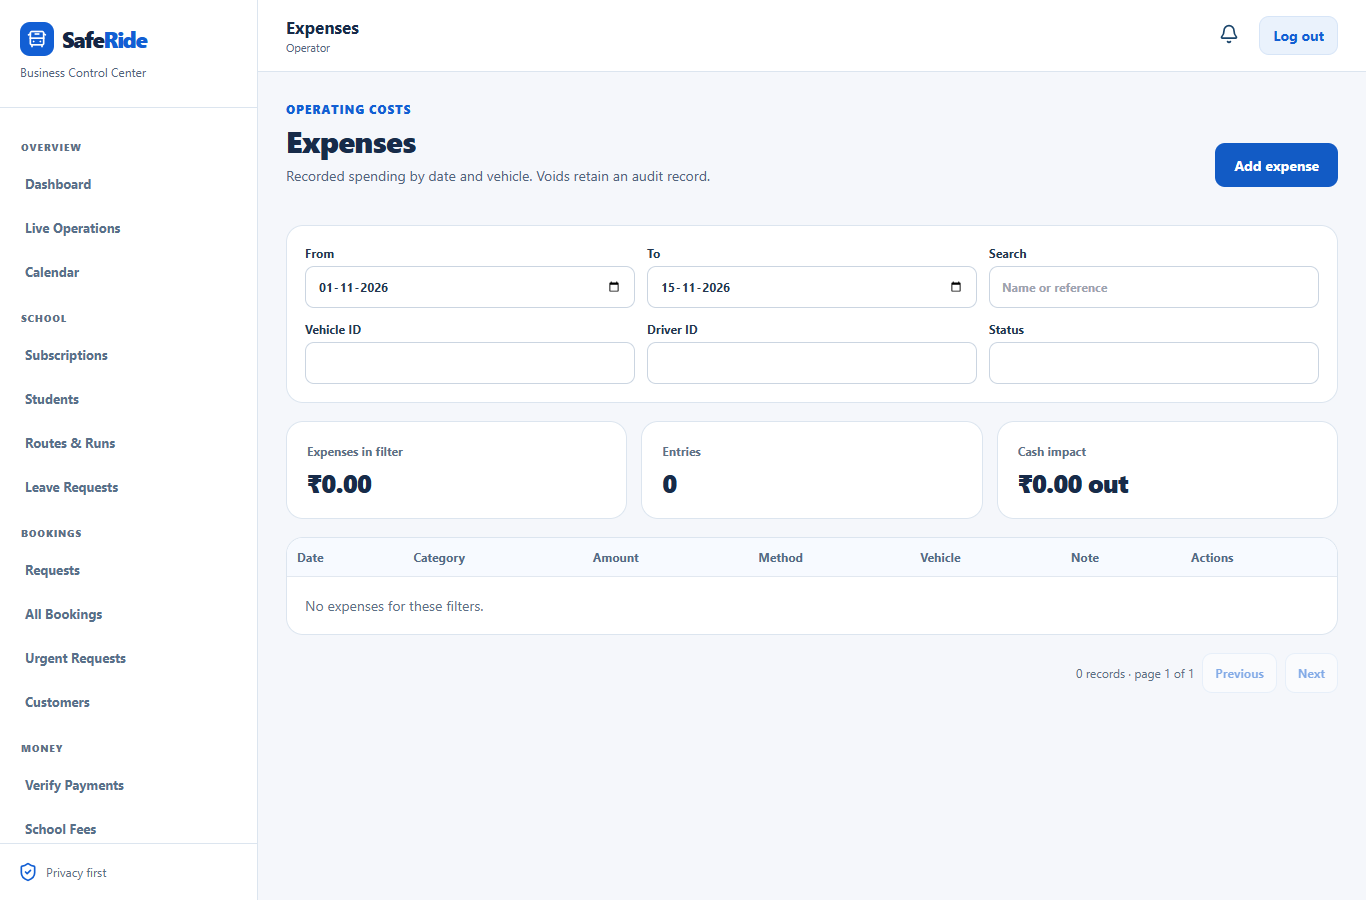 SafeRide
Business Control Center
OVERVIEW
Dashboard
Live Operations
Calendar
SCHOOL
Subscriptions
Students
Routes & Runs
Leave Requests
BOOKINGS
Requests
All Bookings
Urgent Requests
Customers
MONEY
Verify Payments
School Fees
Privacy first
Expenses
Operator
Log out
OPERATING COSTS
Expenses
Recorded spending by date and vehicle. Voids retain an audit record.
Add expense
From To Search
01-11-2026 15-11-2026 Name or reference
Vehicle ID Driver ID Status
Expenses in filter Entries Cash impact
₹0.00 0 ₹0.00 out
Date Category Amount Method Vehicle Note Actions
No expenses for these filters.
0 records · page 1 of 1 Previous Next